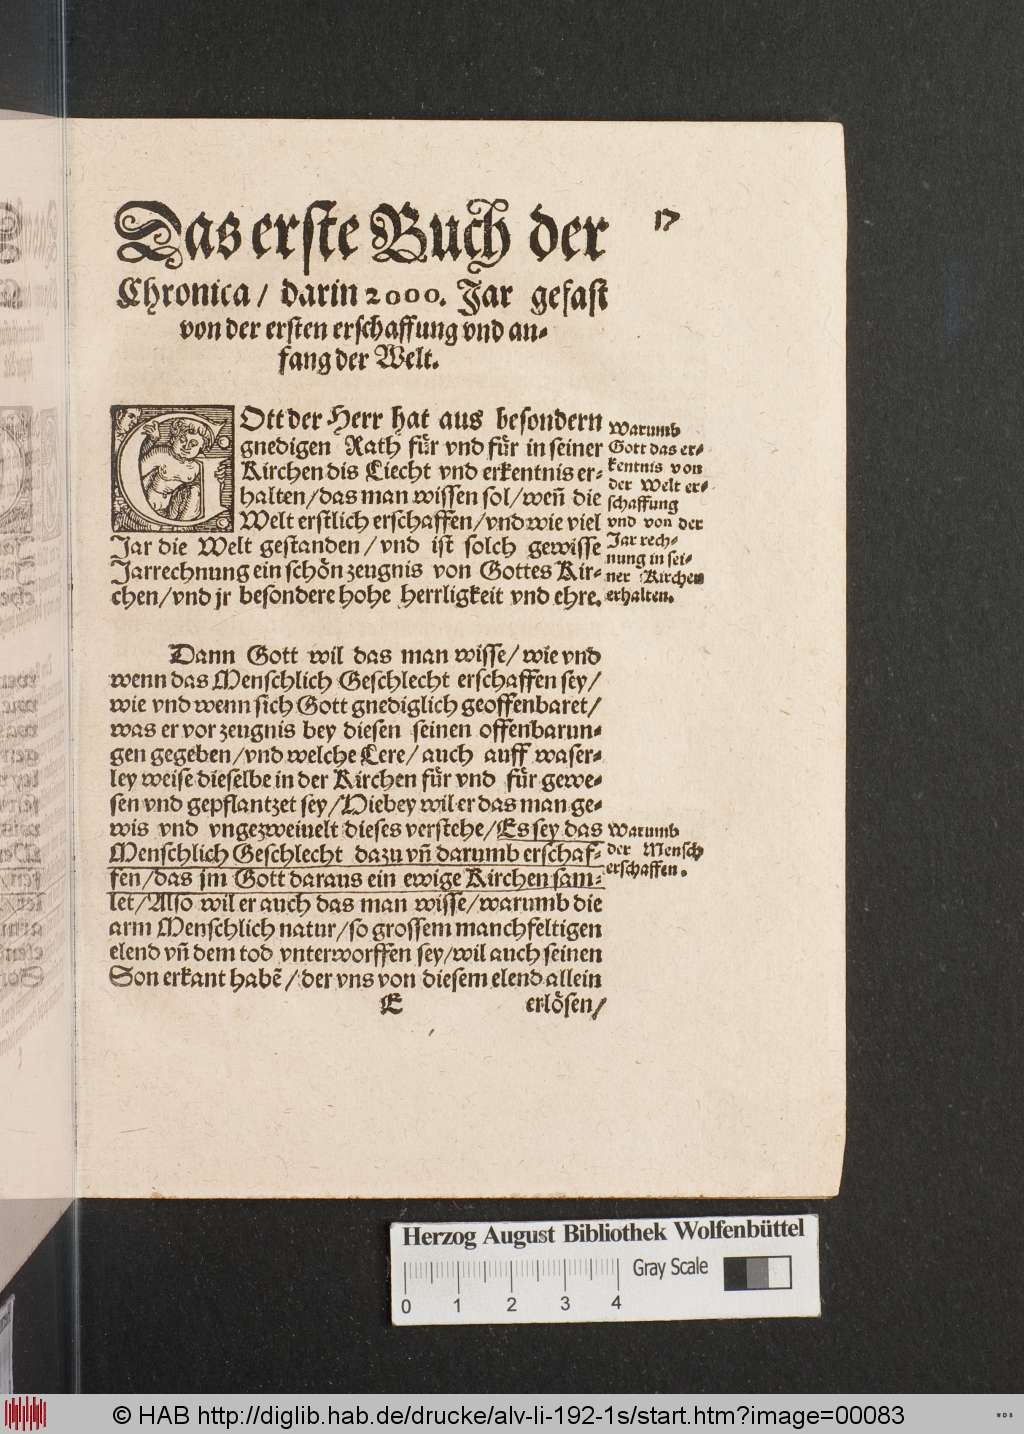 17
Das erste Buch der
Chronica / darin 2000. Jar gefast
von der ersten erschaffung vnd an-
fang der Welt.
GOtt der Herr hat aus besondern
gnedigen Rath für vnd für in seiner
Kirchen dis Liecht vnd erkentnis er-
halten / das man wissen sol / weñ die
Welt erstlich erschaffen / vnd wie viel
Jar die Welt gestanden / vnd ist solch gewisse
Jarrechnung ein schön zeugnis von Gottes Kir-
chen / vnd jr besondere hohe herrligkeit vnd ehre.
Warumb
Gott das er-
kentnis von
der Welt er-
schaffung
vnd von der
Jar rech-
nung in sei-
ner Kirchen
erhalten.
Dann Gott wil das man wisse / wie vnd
wenn das Menschlich Geschlecht erschaffen sey /
wie vnd wenn sich Gott gnediglich geoffenbaret /
was er vor zeugnis bey diesen seinen offenbarun-
gen gegeben / vnd welche Lere / auch auff waser-
ley weise dieselbe in der Kirchen für vnd für gewe-
sen vnd gepflantzet sey / Hiebey wil er das man ge-
wis vnd vngezweiuelt dieses verstehe / Es sey das
Menschlich Geschlecht dazu vñ darumb erschaf-
fen / das jm Gott daraus ein ewige Kirchen sam-
let / Also wil er auch das man wisse / warumb die
arm Menschlich natur / so grossem manchfeltigen
elend vñ dem tod vnterworffen sey / wil auch seinen
Son erkant habẽ / der vns von diesem elend allein
Warumb
der Mensch
erschaffen.
E erlösen /
Herzog August Bibliothek Wolfenbüttel
Gray Scale
0 1 2 3 4
© HAB http://diglib.hab.de/drucke/alv-li-192-1s/start.htm?image=00083